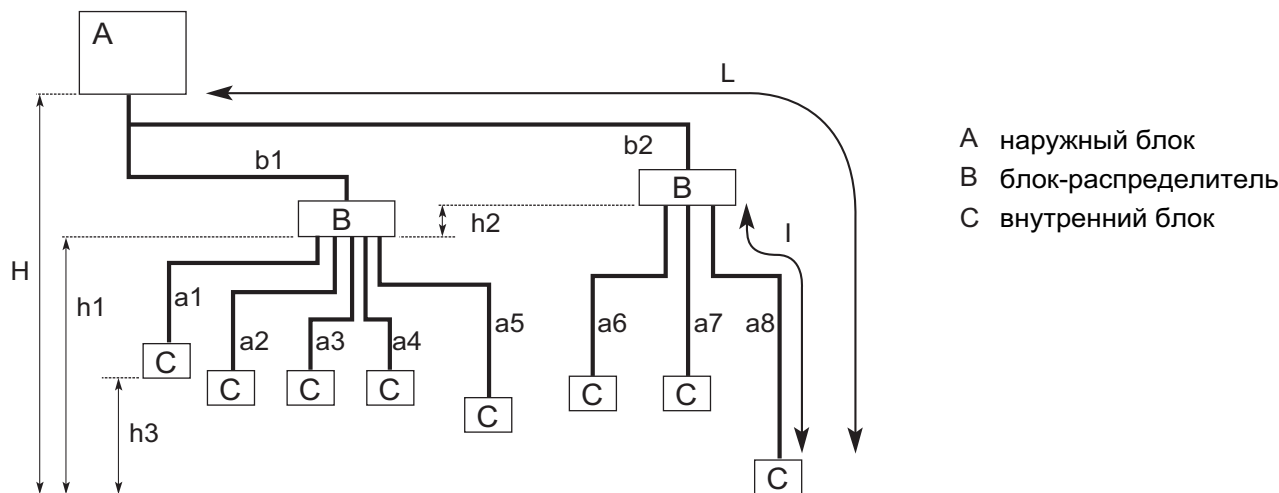 A
L
A наружный блок
B блок-распределитель
C внутренний блок
b1
b2
B
B
h2
l
H
h1
a1
a2
a3
a4
a5
a6
a7
a8
C
C
C
C
C
C
C
C
h3